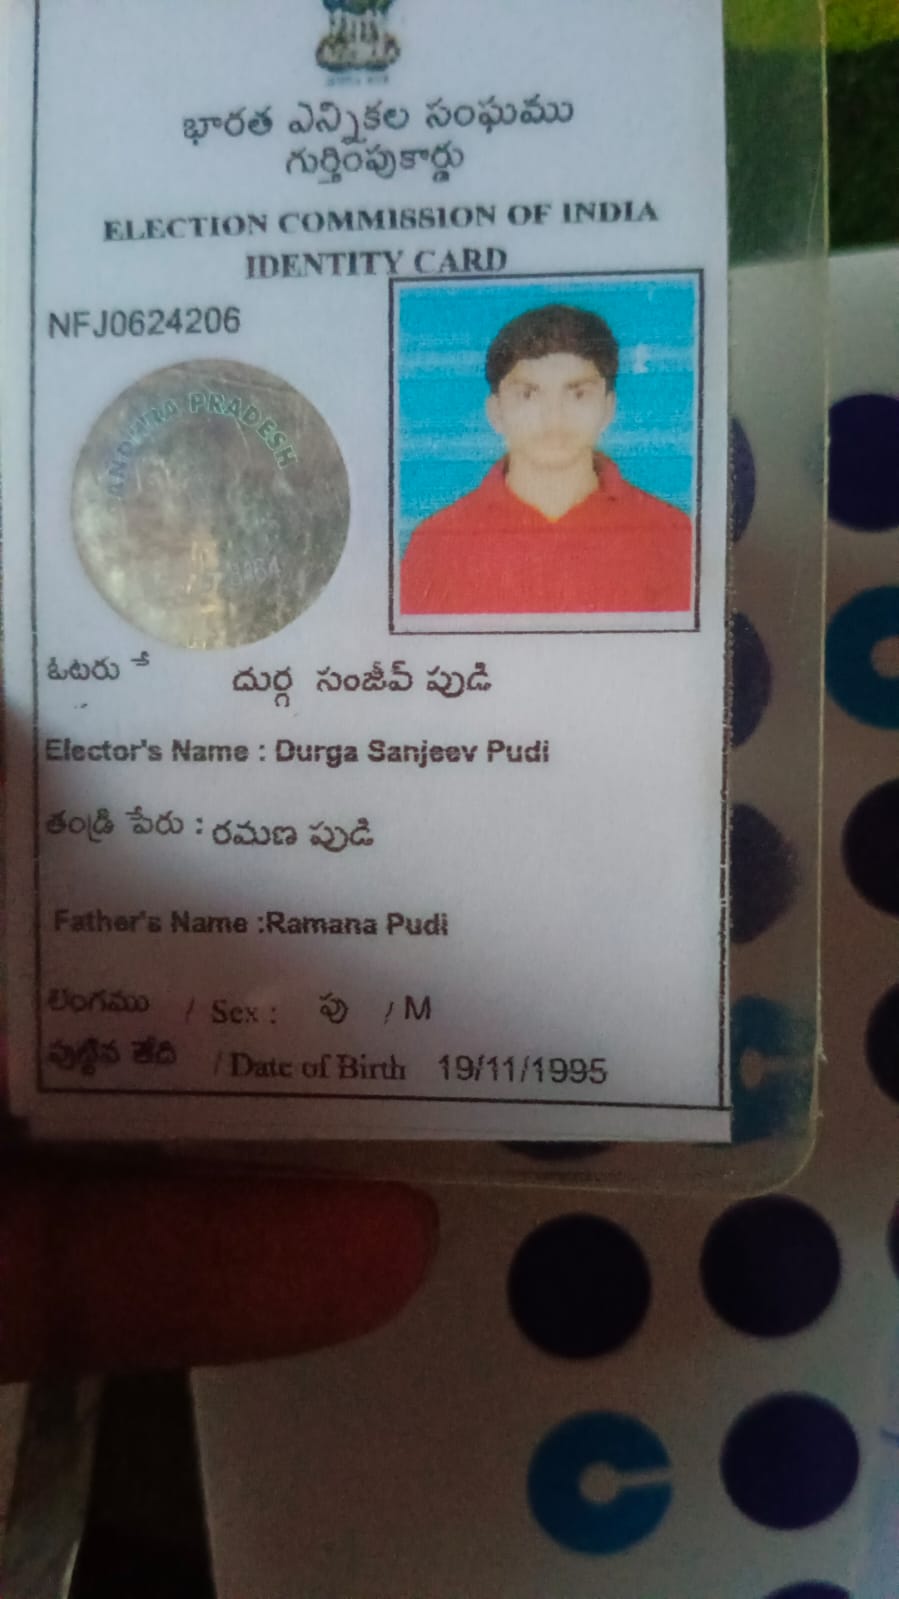 భారత ఎన్నికల సంఘము
గుర్తింపుకార్డు
ELECTION COMMISSION OF INDIA
IDENTITY CARD
NFJ0624206
ANDHRA PRADESH
ఓటరు పే దుర్గ సంజీవ్ పుడి
Elector's Name : Durga Sanjeev Pudi
తండ్రి పేరు : రమణ పుడి
Father's Name :Ramana Pudi
లింగము / Sex : పు / M
పుట్టిన తేది / Date of Birth 19/11/1995